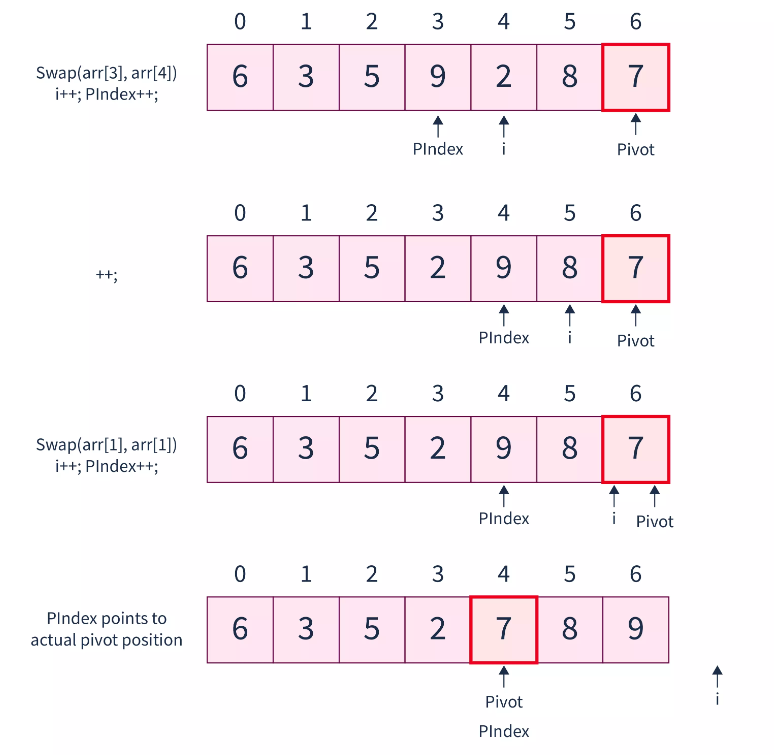 0 1 2 3 4 5 6
Swap(arr[3], arr[4])
i++; PIndex++;
6 3 5 9 2 8 7
PIndex i Pivot
0 1 2 3 4 5 6
++;
6 3 5 2 9 8 7
PIndex i Pivot
0 1 2 3 4 5 6
Swap(arr[1], arr[1])
i++; PIndex++;
6 3 5 2 9 8 7
PIndex i Pivot
0 1 2 3 4 5 6
PIndex points to
actual pivot position
6 3 5 2 7 8 9
Pivot i
PIndex